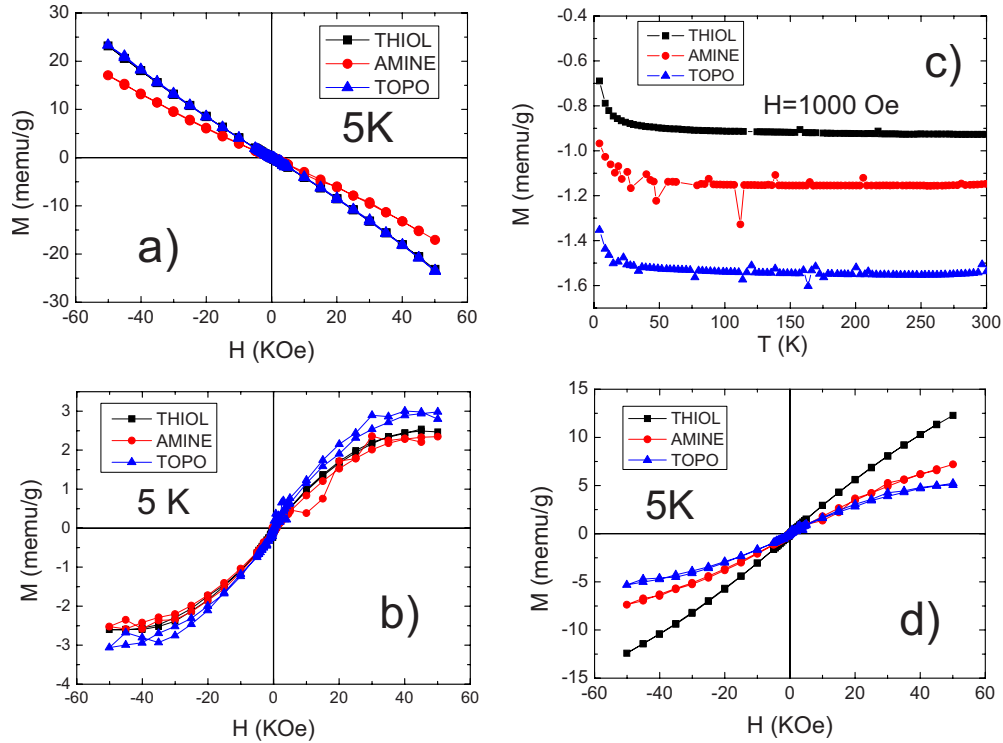 30
20
10
0
-10
-20
-30
M (memu/g)
THIOL
AMINE
TOPO
5K
a)
-60 -40 -20 0 20 40 60
H (KOe)
-0.4
-0.6
-0.8
-1.0
-1.2
-1.4
-1.6
M (memu/g)
THIOL
AMINE
TOPO
c)
H=1000 Oe
0 50 100 150 200 250 300
T (K)
4
3
2
1
0
-1
-2
-3
-4
M (memu/g)
THIOL
AMINE
TOPO
5 K
b)
-60 -40 -20 0 20 40 60
H (KOe)
15
10
5
0
-5
-10
-15
M (memu/g)
THIOL
AMINE
TOPO
5K
d)
-60 -40 -20 0 20 40 60
H (KOe)